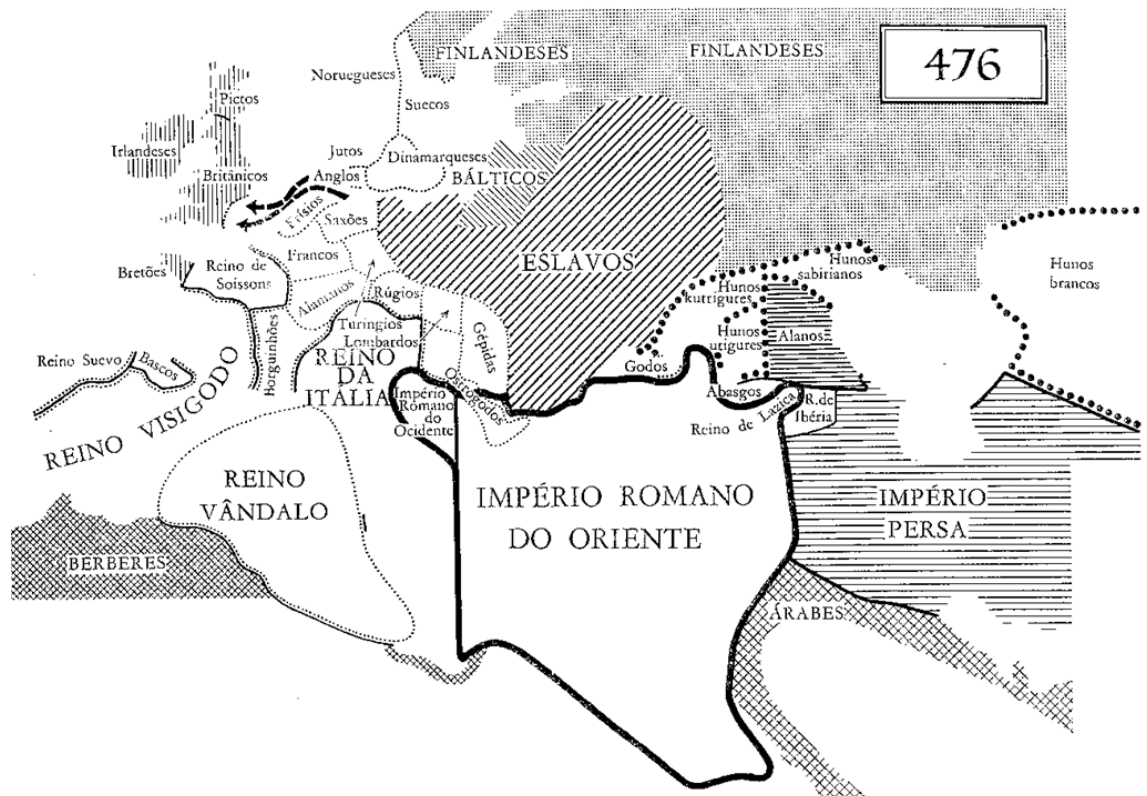 476
FINLANDESES
FINLANDESES
Noruegueses
Suecos
Pictos
Irlandeses
Britânicos
Jutos
Dinamarqueses
Anglos
BÁLTICOS
Frísios
Saxões
Francos
ESLAVOS
Bretões
Reino de
Soissons
Alamanos
Rúgios
Turíngios
Lombardos
Gépidas
Hunos
sabirianos
Hunos
kutrigures
Hunos
utigures
Hunos
brancos
Alanos
Godos
Abasgos
Reino de Lazica
R. de
Ibéria
Reino Suevo
Bascos
Borguinhões
REINO VISIGODO
REINO
DA
ITÁLIA
Império
Romano
do
Ocidente
Ostrogodos
REINO
VÂNDALO
IMPÉRIO ROMANO
DO ORIENTE
IMPÉRIO
PERSA
BERBERES
ÁRABES